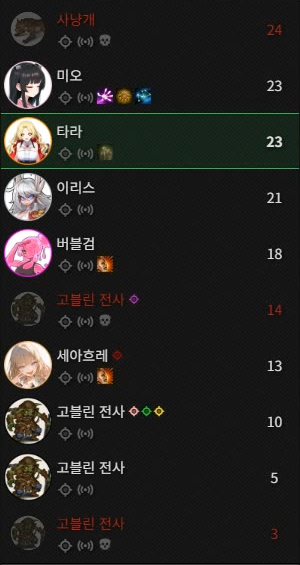 사냥개 24
미오 23
타라 23
이리스 21
버블검 18
고블린 전사 14
세아흐레 13
고블린 전사 10
고블린 전사 5
고블린 전사 3